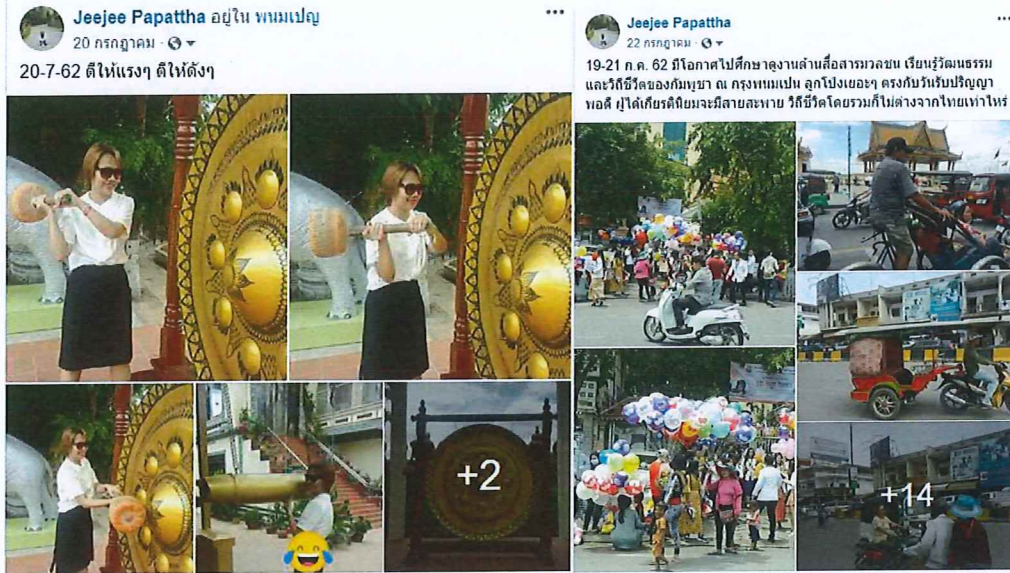 Jeejee Papattha อยู่ใน พนมเปญ
20 กรกฎาคม
20-7-62 ตีให้แรงๆ ตีให้ดังๆ
+2
Jeejee Papattha
22 กรกฎาคม
19-21 ก.ค. 62 มีโอกาสไปศึกษาดูงานด้านสื่อสารมวลชน เรียนรู้วัฒนธรรม
และวิถีชีวิตของกัมพูชา ณ กรุงพนมเปน ลูกโป่งเยอะๆ ตรงกับวันรับปริญญา
พอดี ผู้ได้เกียรตินิยมจะมีสายสะพาย วิถีชีวิตโดยรวมก็ไม่ต่างจากไทยเท่าไหร่
+14